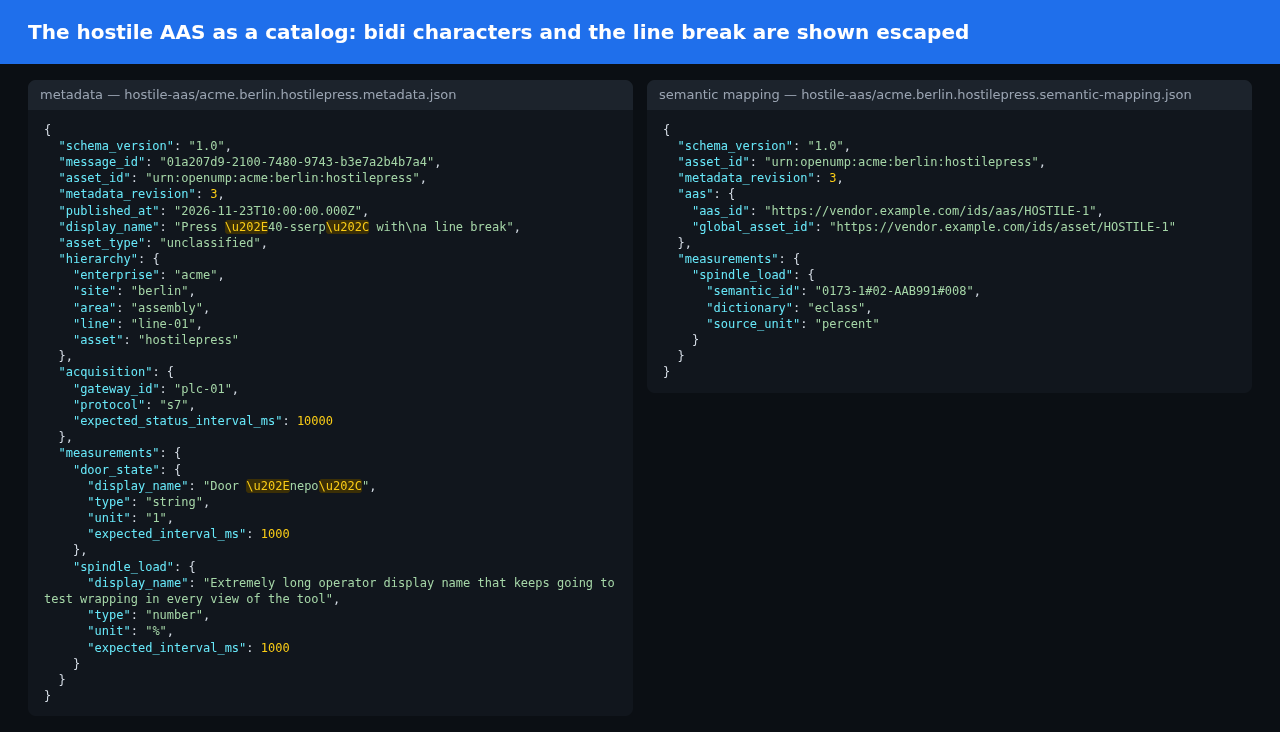 The hostile AAS as a catalog: bidi characters and the line break are shown escaped
metadata — hostile-aas/acme.berlin.hostilepress.metadata.json
{
  "schema_version": "1.0",
  "message_id": "01a207d9-2100-7480-9743-b3e7a2b4b7a4",
  "asset_id": "urn:openump:acme:berlin:hostilepress",
  "metadata_revision": 3,
  "published_at": "2026-11-23T10:00:00.000Z",
  "display_name": "Press \u202E40-sserp\u202C with\na line break",
  "asset_type": "unclassified",
  "hierarchy": {
    "enterprise": "acme",
    "site": "berlin",
    "area": "assembly",
    "line": "line-01",
    "asset": "hostilepress"
  },
  "acquisition": {
    "gateway_id": "plc-01",
    "protocol": "s7",
    "expected_status_interval_ms": 10000
  },
  "measurements": {
    "door_state": {
      "display_name": "Door \u202Enepo\u202C",
      "type": "string",
      "unit": "1",
      "expected_interval_ms": 1000
    },
    "spindle_load": {
      "display_name": "Extremely long operator display name that keeps going to
test wrapping in every view of the tool",
      "type": "number",
      "unit": "%",
      "expected_interval_ms": 1000
    }
  }
}
semantic mapping — hostile-aas/acme.berlin.hostilepress.semantic-mapping.json
{
  "schema_version": "1.0",
  "asset_id": "urn:openump:acme:berlin:hostilepress",
  "metadata_revision": 3,
  "aas": {
    "aas_id": "https://vendor.example.com/ids/aas/HOSTILE-1",
    "global_asset_id": "https://vendor.example.com/ids/asset/HOSTILE-1"
  },
  "measurements": {
    "spindle_load": {
      "semantic_id": "0173-1#02-AAB991#008",
      "dictionary": "eclass",
      "source_unit": "percent"
    }
  }
}